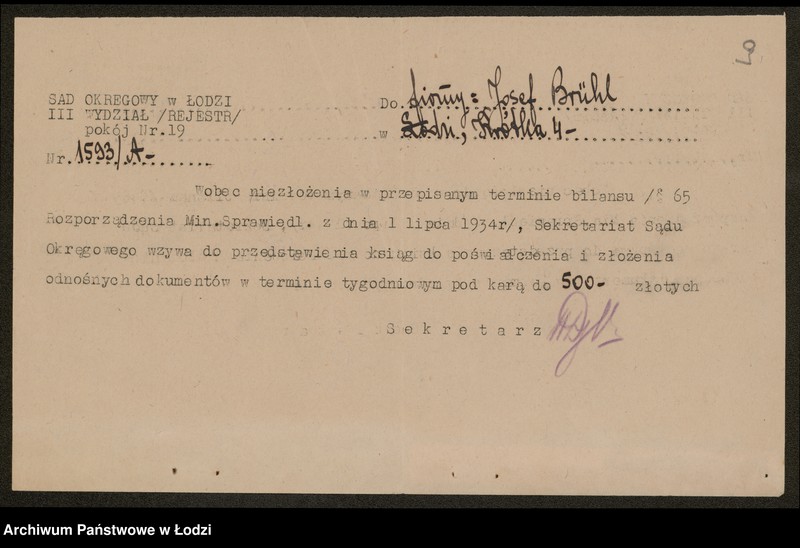 9
SAD OKRĘGOWY w ŁODZI
III WYDZIAŁ /REJESTR/
pokój Nr.19
Nr. 1593/A-
Do firmy: Josef Brühl
w Łodzi, Krótka 4-
Wobec niezłożenia w przepisanym terminie bilansu /§ 65
Rozporządzenia Min.Sprawiedl. z dnia 1 lipca 1934r/, Sekretariat Sądu
Okręgowego wzywa do przedstawienia ksiąg do poświadczenia i złożenia
odnośnych dokumentów w terminie tygodniowym pod karą do 500- złotych
Sekretarz
Archiwum Państwowe w Łodzi